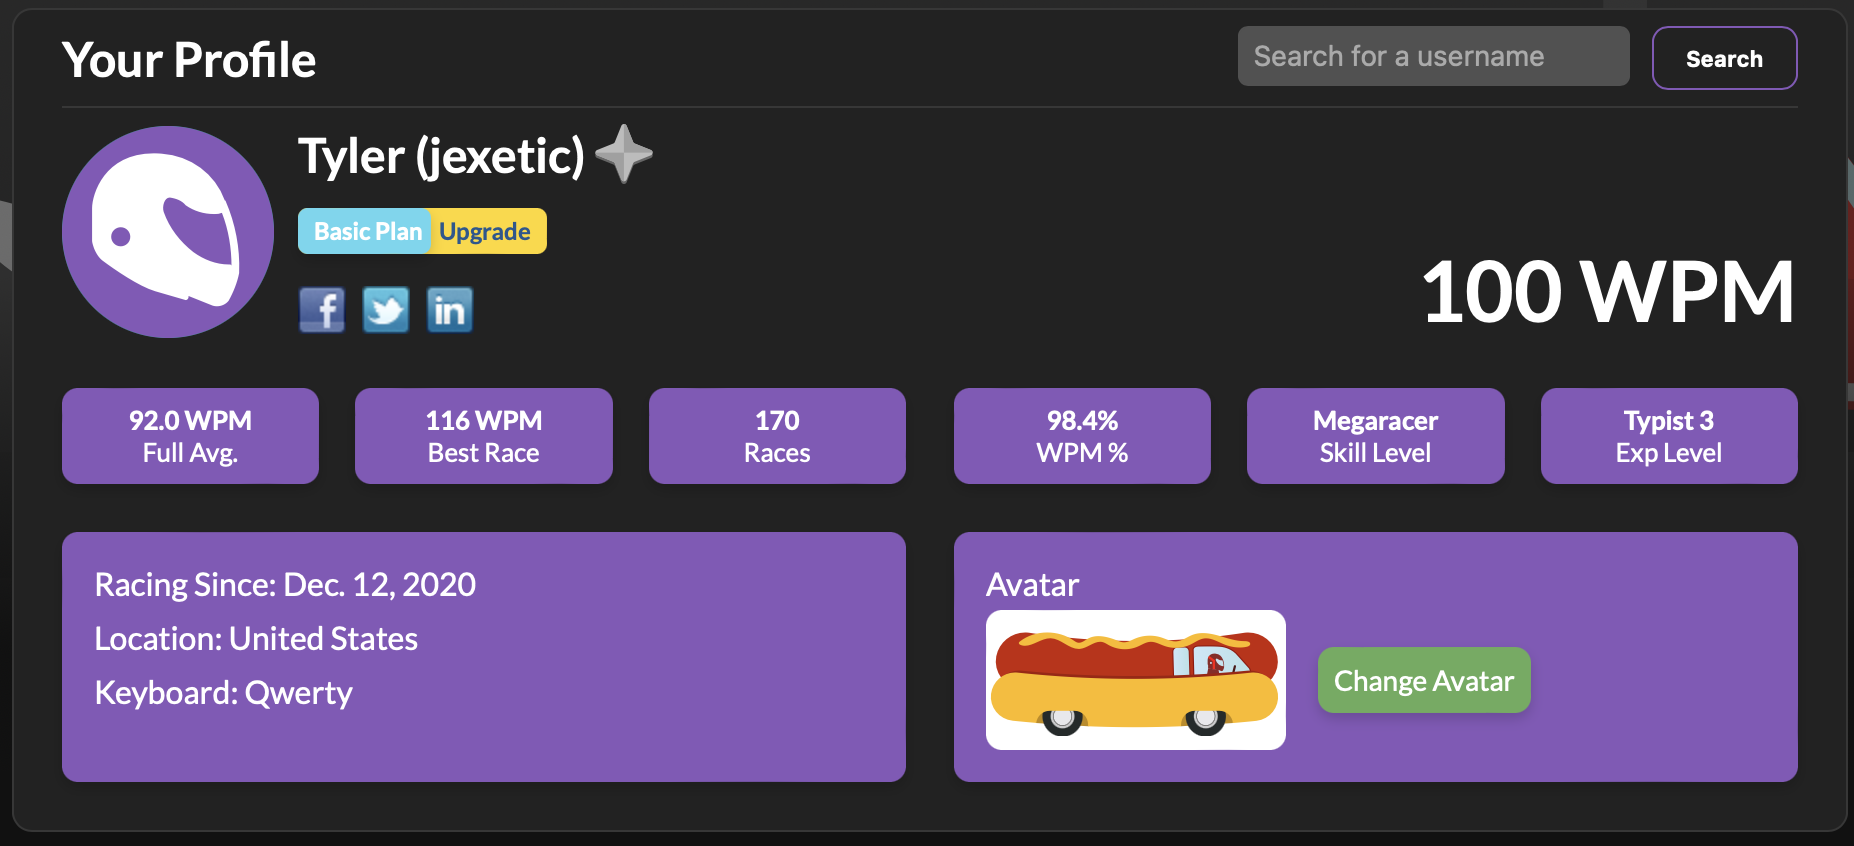 Your Profile
Search for a username
Search
Tyler (jexetic)
Basic Plan Upgrade
f
in
100 WPM
92.0 WPM
Full Avg.
116 WPM
Best Race
170
Races
98.4%
WPM %
Megaracer
Skill Level
Typist 3
Exp Level
Racing Since: Dec. 12, 2020
Location: United States
Keyboard: Qwerty
Avatar
Change Avatar